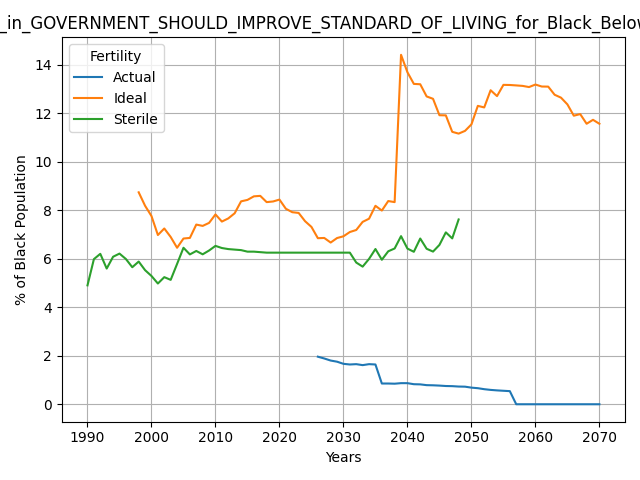 _in_GOVERNMENT_SHOULD_IMPROVE_STANDARD_OF_LIVING_for_Black_Below
Fertility
Actual
Ideal
Sterile
% of Black Population
14
12
10
8
6
4
2
0
1990 2000 2010 2020 2030 2040 2050 2060 2070
Years